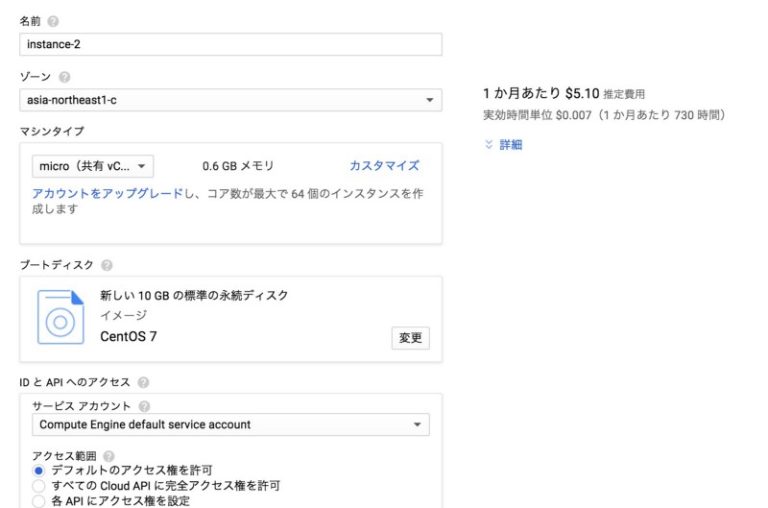 名前
instance-2
ゾーン
asia-northeast1-c
1 か月あたり $5.10 推定費用
実効時間単位 $0.007（1 か月あたり 730 時間）
詳細
マシンタイプ
micro（共有 vC...
0.6 GB メモリ
カスタマイズ
アカウントをアップグレードし、コア数が最大で 64 個のインスタンスを作
成します
ブートディスク
新しい 10 GB の標準の永続ディスク
イメージ
CentOS 7
変更
ID と API へのアクセス
サービス アカウント
Compute Engine default service account
アクセス範囲
デフォルトのアクセス権を許可
すべての Cloud API に完全アクセス権を許可
各 API にアクセス権を設定